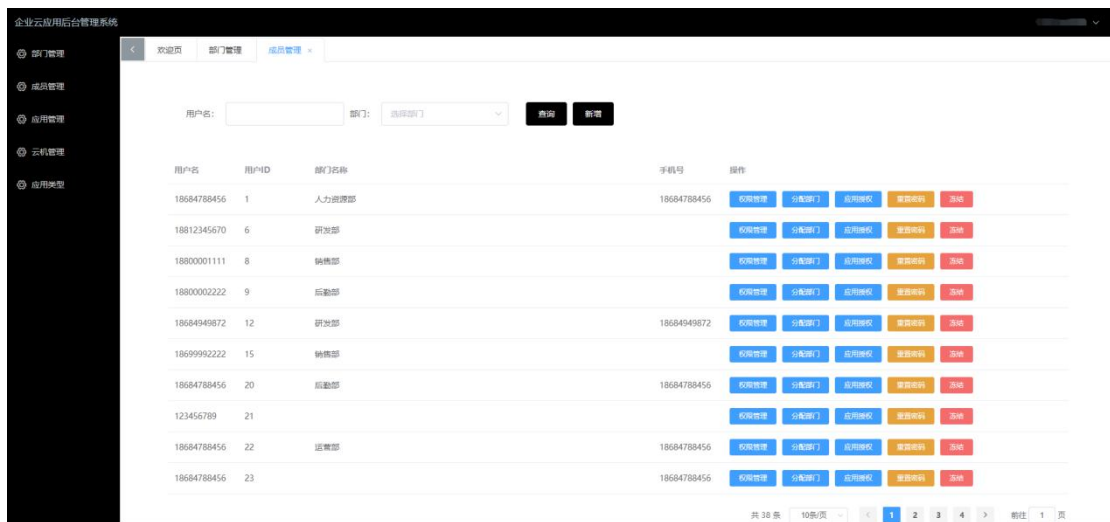 企业云应用后台管理系统
部门管理
成员管理
应用管理
云机管理
应用类型
欢迎页 部门管理 成员管理 ×
用户名: 部门: 选择部门 查询 新增
用户名 用户ID 部门名称 手机号 操作
18684788456 1 人力资源部 18684788456 权限管理 分配部门 应用授权 重置密码 冻结
18812345670 6 研发部 权限管理 分配部门 应用授权 重置密码 冻结
18800001111 8 销售部 权限管理 分配部门 应用授权 重置密码 冻结
18800002222 9 后勤部 权限管理 分配部门 应用授权 重置密码 冻结
18684949872 12 研发部 18684949872 权限管理 分配部门 应用授权 重置密码 冻结
18699992222 15 销售部 权限管理 分配部门 应用授权 重置密码 冻结
18684788456 20 后勤部 18684788456 权限管理 分配部门 应用授权 重置密码 冻结
123456789 21 权限管理 分配部门 应用授权 重置密码 冻结
18684788456 22 运营部 18684788456 权限管理 分配部门 应用授权 重置密码 冻结
18684788456 23 18684788456 权限管理 分配部门 应用授权 重置密码 冻结
共 38 条 10条/页 < 1 2 3 4 > 前往 1 页